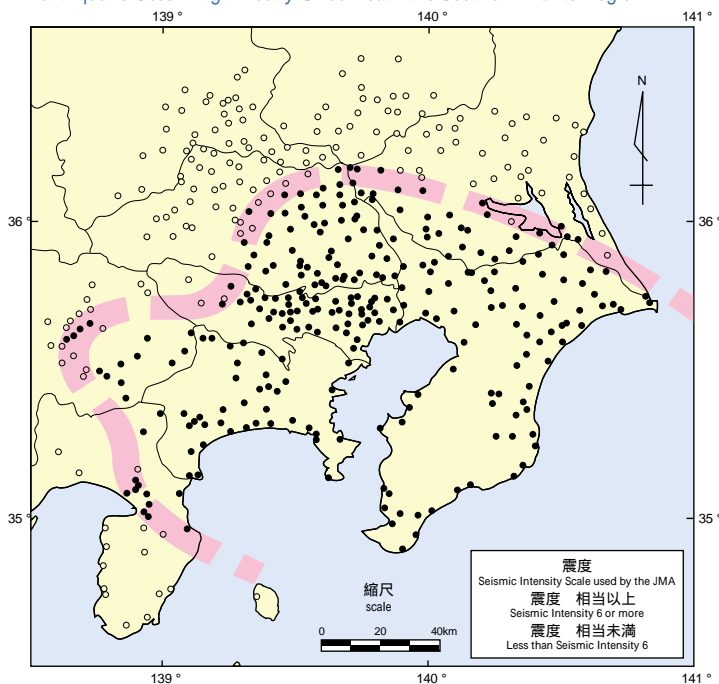 139°
140°
141°
N
36°
36°
35°
35°
縮尺
scale
0 20 40km
震度
Seismic Intensity Scale used by the JMA
震度 相当以上
Seismic Intensity 6 or more
震度 相当未満
Less than Seismic Intensity 6
139°
140°
141°